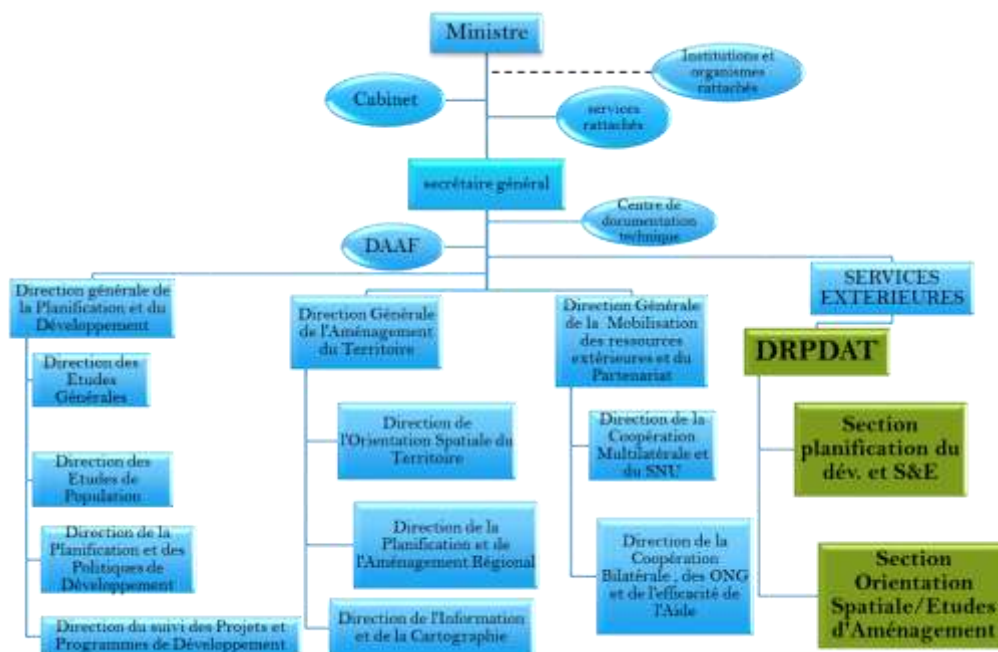 Ministre
Institutions et
organismes
rattachés
Cabinet
services
rattachés
secrétaire général
Centre de
documentation
technique
DAAF
SERVICES
EXTERIEURES
Direction générale de
la Planification et du
Développement
Direction Générale
de l'Aménagement
du Territoire
Direction Générale
de la Mobilisation
des ressources
extérieures et du
Partenariat
DRPDAT
Direction des
Etudes
Générales
Direction de
l'Orientation Spatiale du
Territoire
Direction de la
Coopération
Multilatérale et
du SNU
Section
planification du
dév. et S&E
Direction des
Etudes de
Population
Direction de la
Planification et des
Politiques de
Développement
Direction de la
Planification et de
l'Aménagement Régional
Direction de la
Coopération
Bilatérale , des ONG
et de l'efficacité de
l'Aide
Section
Orientation
Spatiale/Etudes
d'Aménagement
Direction du suivi des Projets et
Programmes de Développement
Direction de l'Information
et de la Cartographie